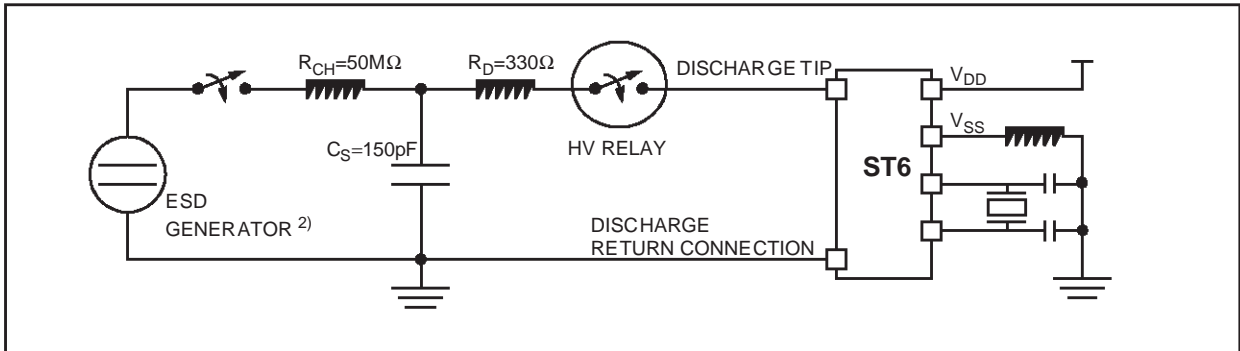 R_CH=50MΩ
R_D=330Ω
DISCHARGE TIP
V_DD
V_SS
C_S=150pF
HV RELAY
ST6
ESD
GENERATOR 2)
DISCHARGE
RETURN CONNECTION